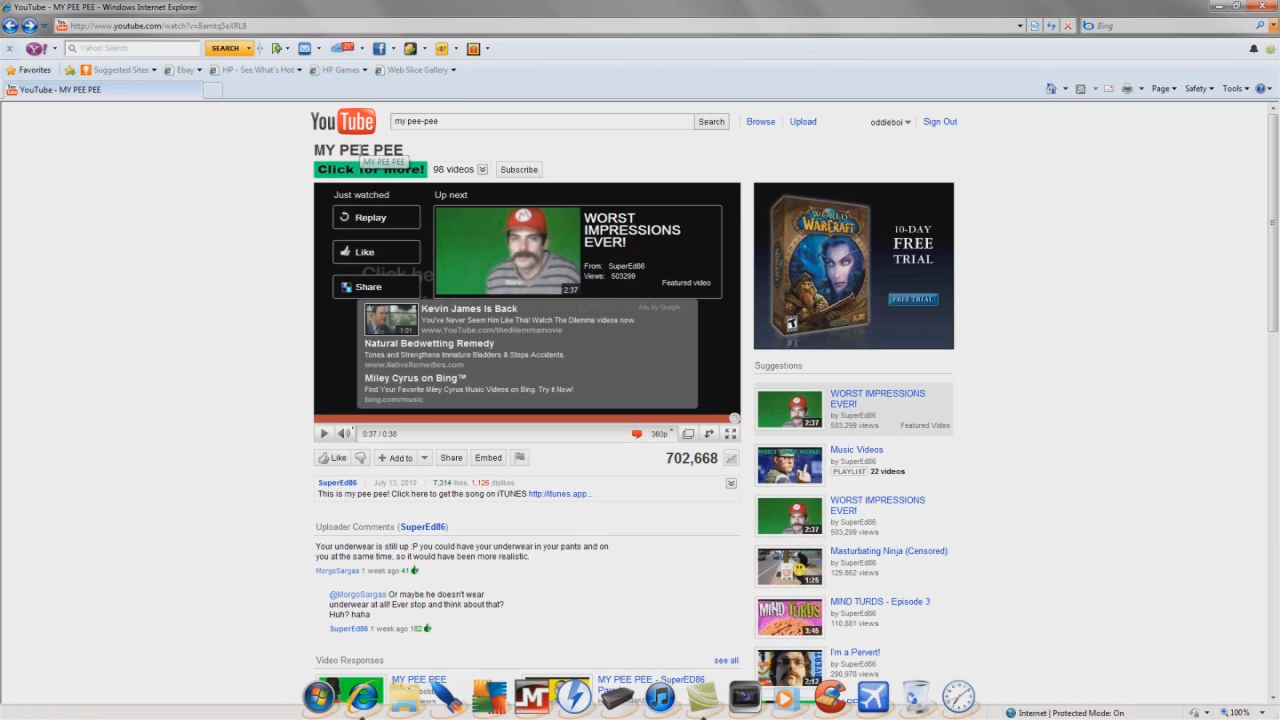 YouTube - MY PEE PEE - Windows Internet Explorer
http://www.youtube.com/watch?v=8amtq5aXRL8
Bing
Yahoo! Search
SEARCH
Favorites
Suggested Sites
Ebay
HP - See What's Hot
HP Games
Web Slice Gallery
YouTube - MY PEE PEE
Page
Safety
Tools
YouTube
my pee-pee
Search
Browse
Upload
oddieboi
Sign Out
MY PEE PEE
MY PEE PEE
Click for more!
98 videos
Subscribe
Just watched
Up next
Replay
Like
Share
WORST
IMPRESSIONS
EVER!
From: SuperEd86
Views: 503299
Featured video
2:37
Kevin James Is Back
Ads by Google
You've Never Seem Him Like This! Watch The Dilemma videos now.
www.YouTube.com/thedilemmamovie
1:01
Natural Bedwetting Remedy
Tones and Strengthens Immature Bladders & Stops Accidents.
www.NativeRemedies.com
Miley Cyrus on Bing™
Find Your Favorite Miley Cyrus Music Videos on Bing. Try it Now!
bing.com/music
0:37 / 0:38
360p
Like
Add to
Share
Embed
702,668
SuperEd86
July 13, 2010
7,314 likes, 1,126 dislikes
This is my pee pee! Click here to get the song on iTUNES http://itunes.app...
Uploader Comments (SuperEd86)
Your underwear is still up :P you could have your underwear in your pants and on
you at the same time, so it would have been more realistic.
MorgoSargas 1 week ago 41
@MorgoSargas Or maybe he doesn't wear
underwear at all! Ever stop and think about that?
Huh? haha
SuperEd86 1 week ago 182
Video Responses
see all
MY PEE PEE
MY PEE PEE - SuperEd86
WORLD
WARCRAFT
10-DAY
FREE
TRIAL
FREE TRIAL
Suggestions
WORST IMPRESSIONS
EVER!
by SuperEd86
503,299 views
Featured Video
2:37
Music Videos
by SuperEd86
PLAYLIST 22 videos
WORST IMPRESSIONS
EVER!
by SuperEd86
503,299 views
2:37
Masturbating Ninja (Censored)
by SuperEd86
129,862 views
1:25
MIND TURDS - Episode 3
by SuperEd86
110,881 views
MIND TURDS
3:45
I'm a Pervert!
by SuperEd86
290,978 views
2:12
Internet | Protected Mode: On
100%